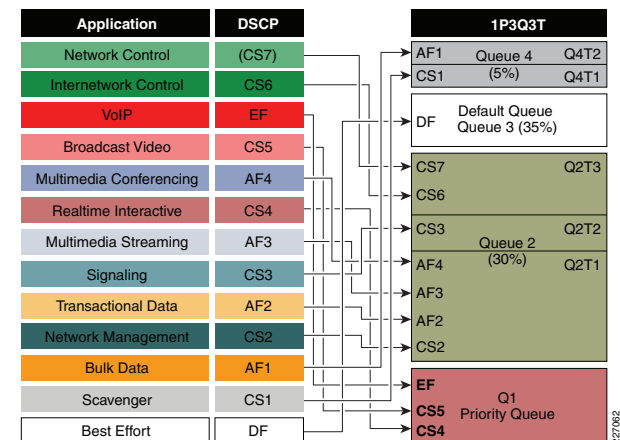 Application DSCP 1P3Q3T
Network Control (CS7)
Internetwork Control CS6
VoIP EF
Broadcast Video CS5
Multimedia Conferencing AF4
Realtime Interactive CS4
Multimedia Streaming AF3
Signaling CS3
Transactional Data AF2
Network Management CS2
Bulk Data AF1
Scavenger CS1
Best Effort DF
AF1 Queue 4 Q4T2
CS1 (5%) Q4T1
DF Default Queue
Queue 3 (35%)
CS7 Q2T3
CS6
CS3 Q2T2
Queue 2
(30%)
AF4 Q2T1
AF3
AF2
CS2
EF
Q1
CS5 Priority Queue
CS4